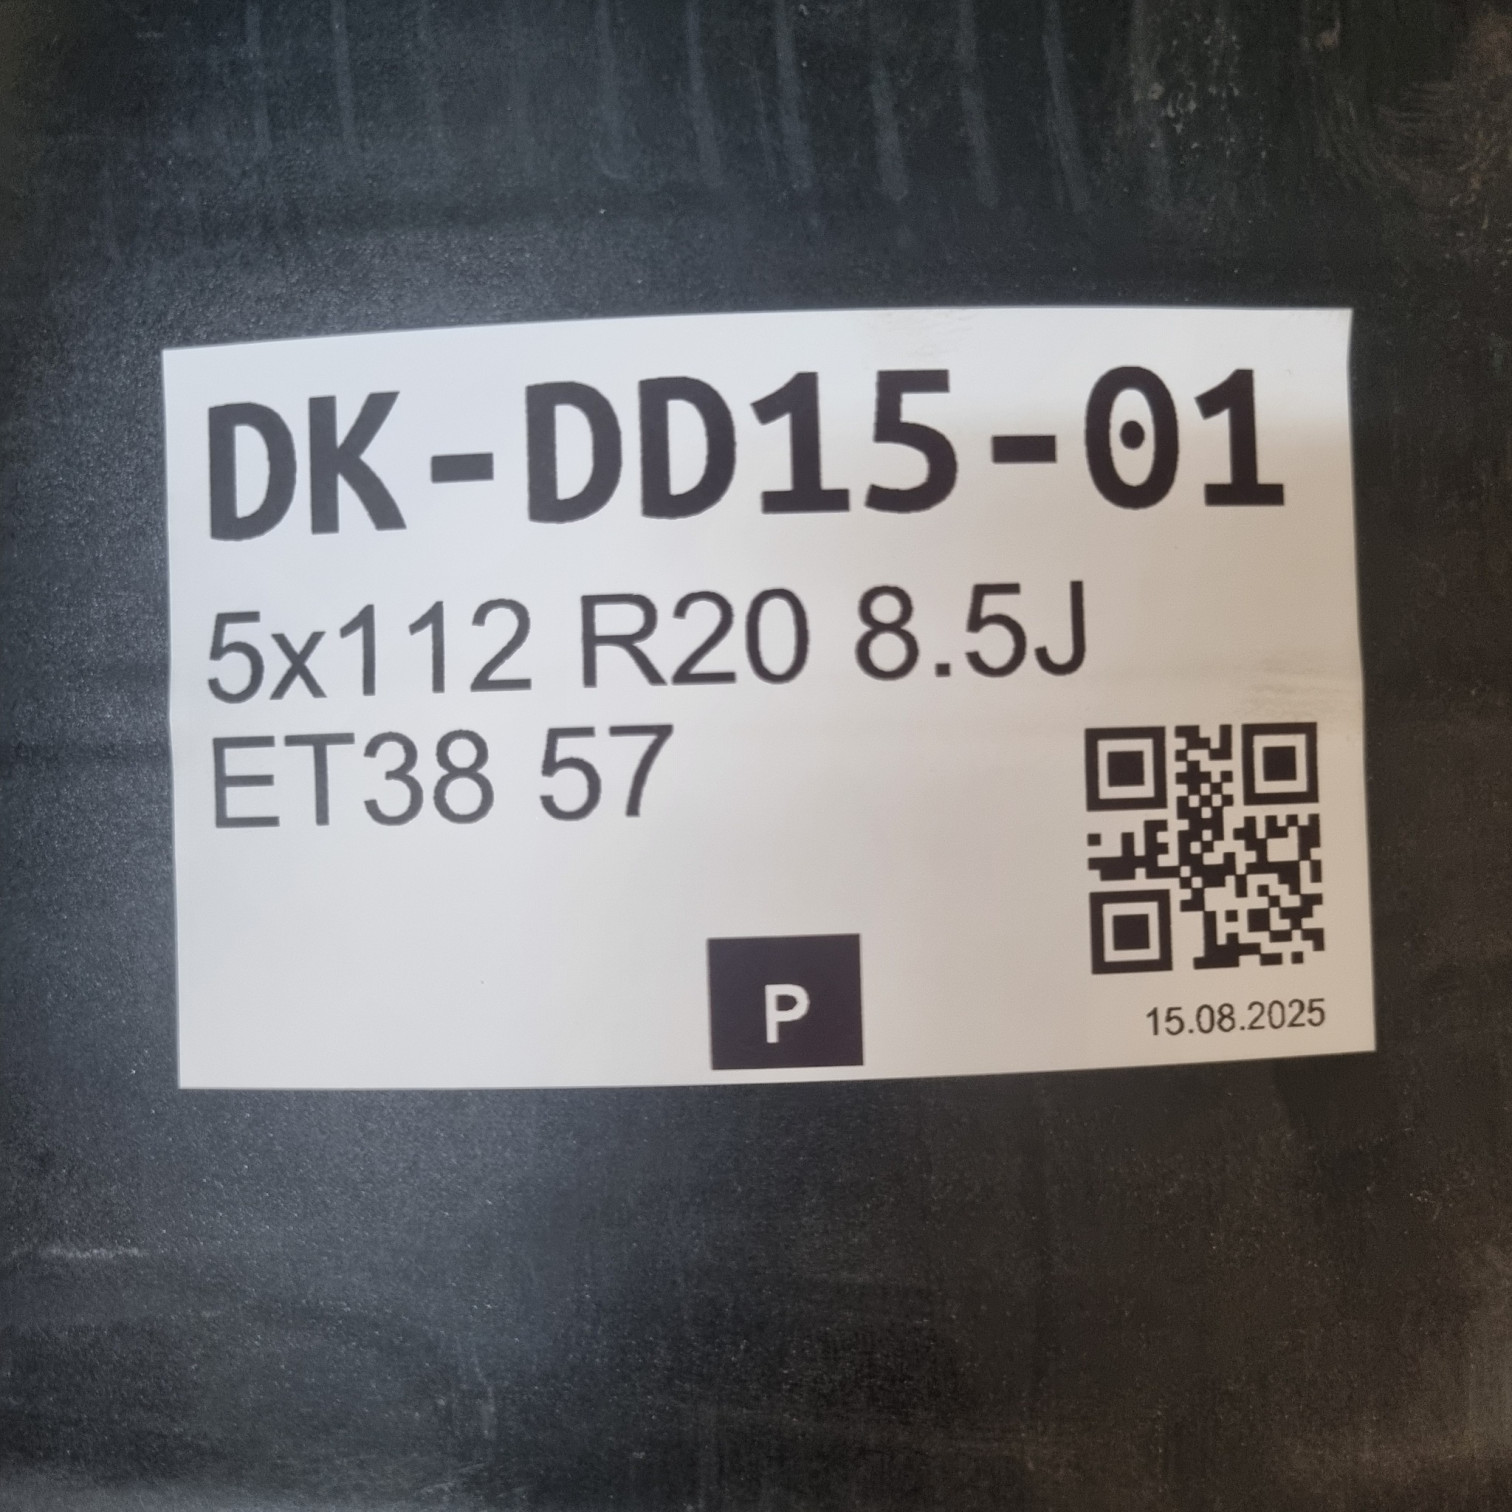 DK-DD15-01
5x112 R20 8.5J
ET38 57
P
15.08.2025